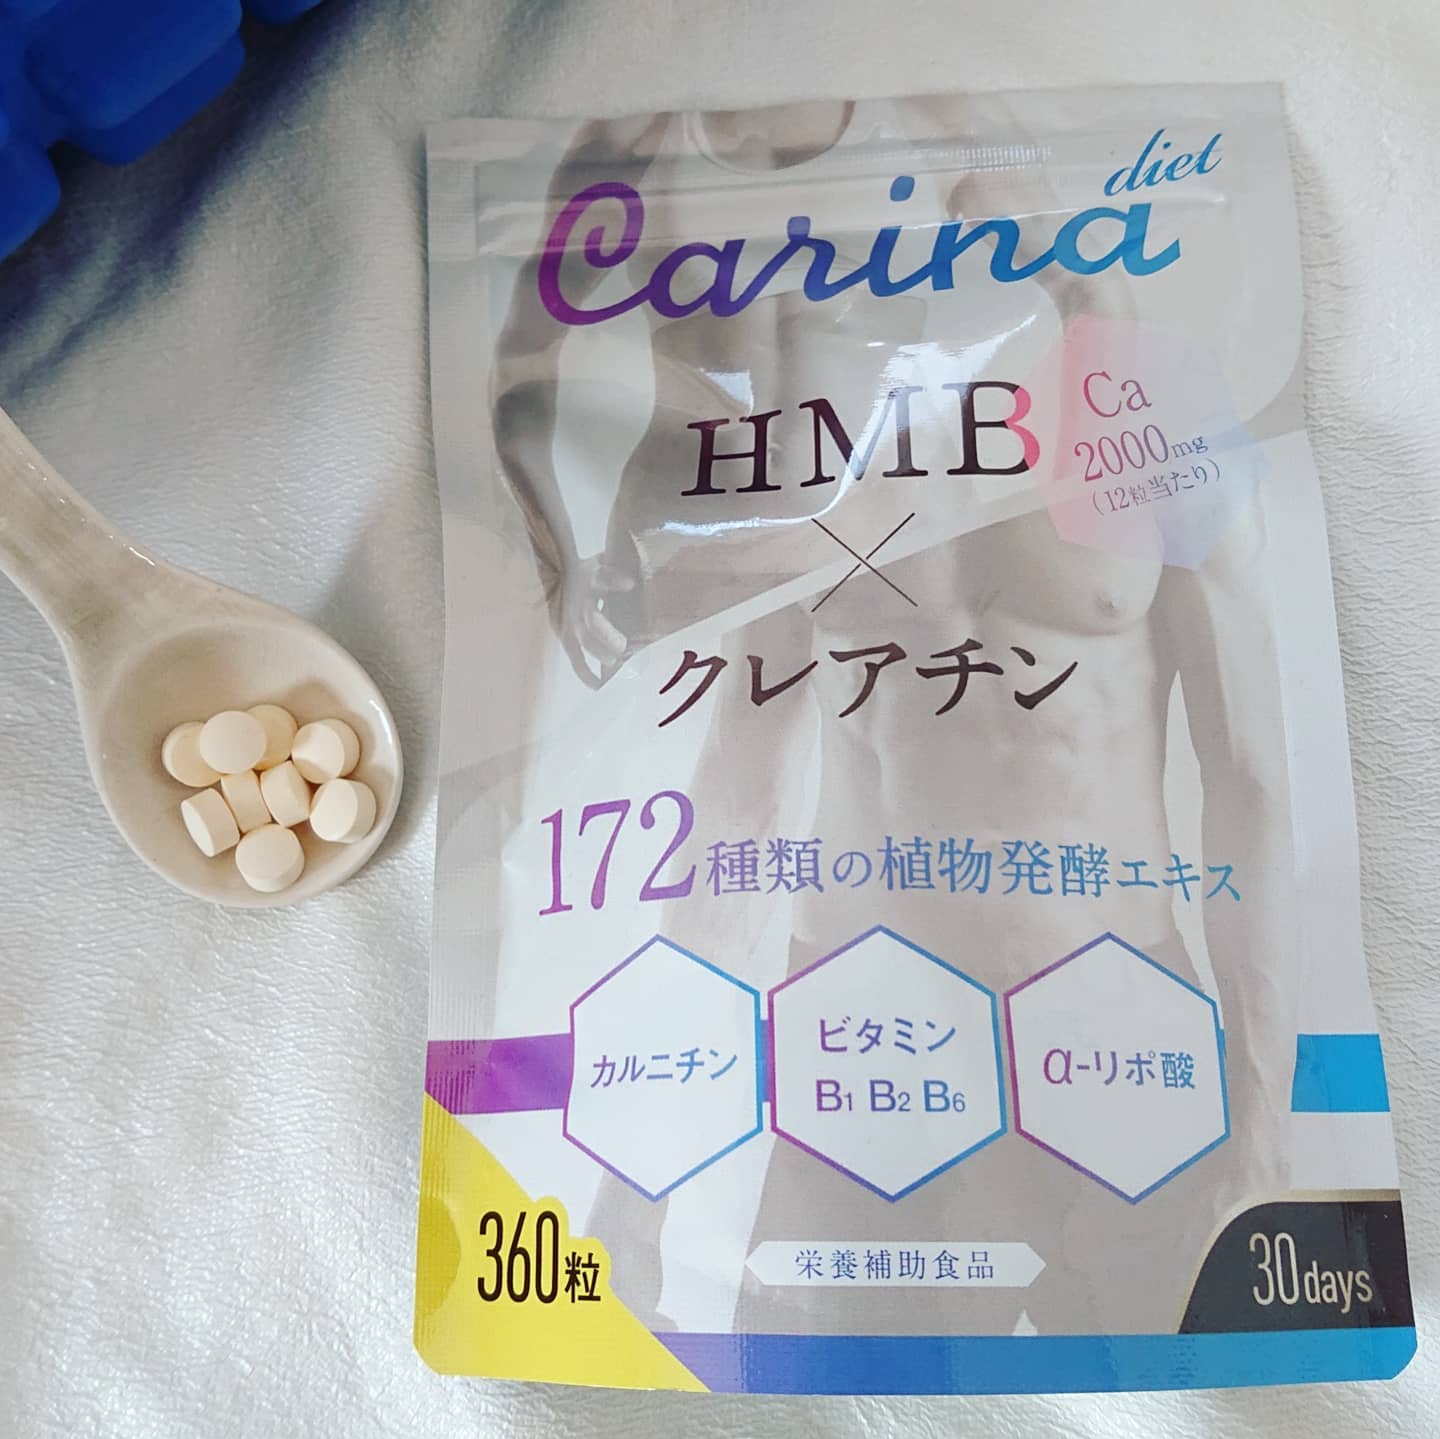 diet
Carina
HMB
Ca
2000mg
(12粒当たり)
×
クレアチン
172種類の植物発酵エキス
カルニチン
ビタミン
B1 B2 B6
α-リポ酸
360粒
栄養補助食品
30days